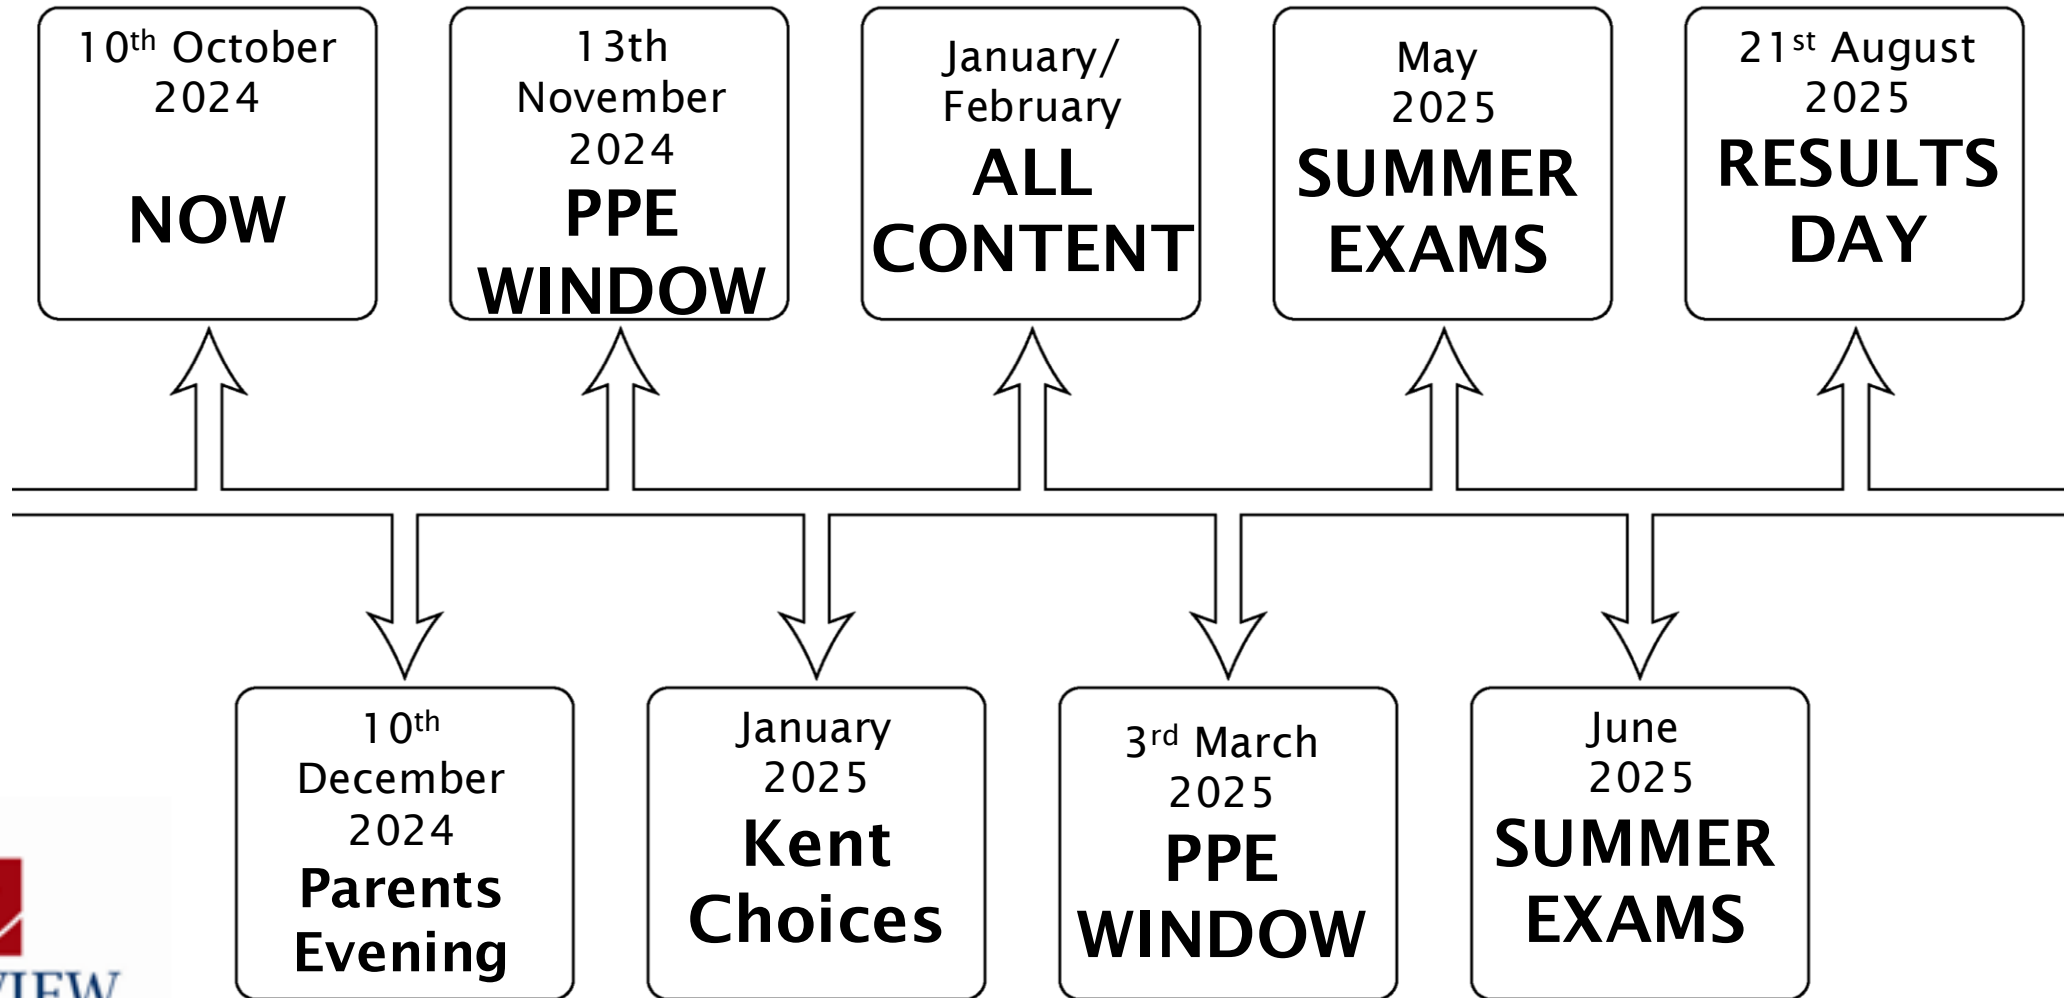 10th October
2024
NOW
13th
November
2024
PPE
WINDOW
January/
February
ALL
CONTENT
May
2025
SUMMER
EXAMS
21st August
2025
RESULTS
DAY
10th
December
2024
Parents
Evening
January
2025
Kent
Choices
3rd March
2025
PPE
WINDOW
June
2025
SUMMER
EXAMS